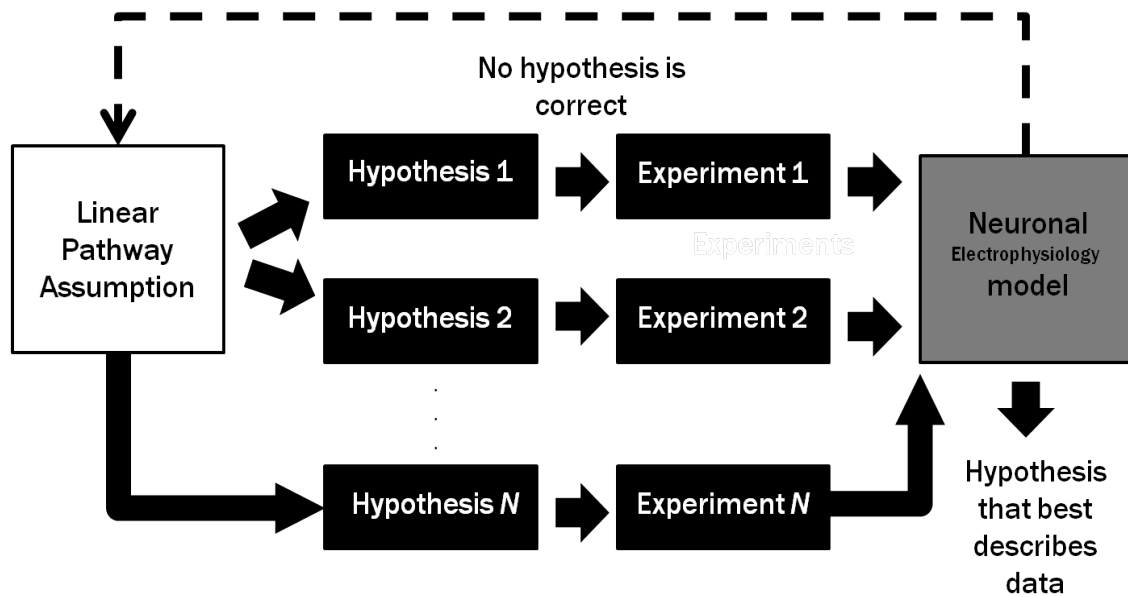 No hypothesis is
correct
Linear
Pathway
Assumption
Hypothesis 1
Experiment 1
Experiments
Hypothesis 2
Experiment 2
.
.
.
Hypothesis N
Experiment N
Neuronal
Electrophysiology
model
Hypothesis
that best
describes
data